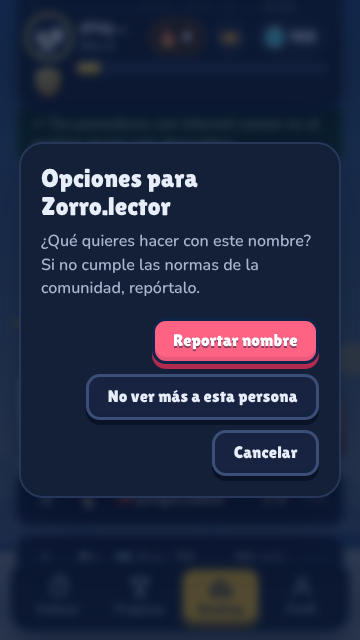 Opciones para
Zorro.lector
¿Qué quieres hacer con este nombre?
Si no cumple las normas de la
comunidad, repórtalo.
Reportar nombre
No ver más a esta persona
Cancelar